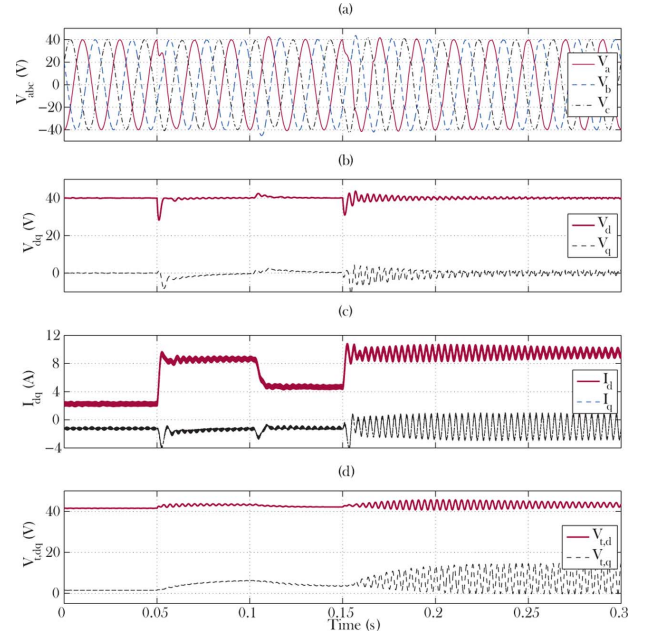 (a)
V_abc (V)
40
20
0
−20
−40
V_a
V_b
V_c
(b)
V_dq (V)
40
20
0
V_d
V_q
(c)
I_dq (A)
12
8
4
0
−4
I_d
I_q
(d)
V_t,dq (V)
40
20
0
V_t,d
V_t,q
0 0.05 0.1 0.15 0.2 0.25 0.3
Time (s)